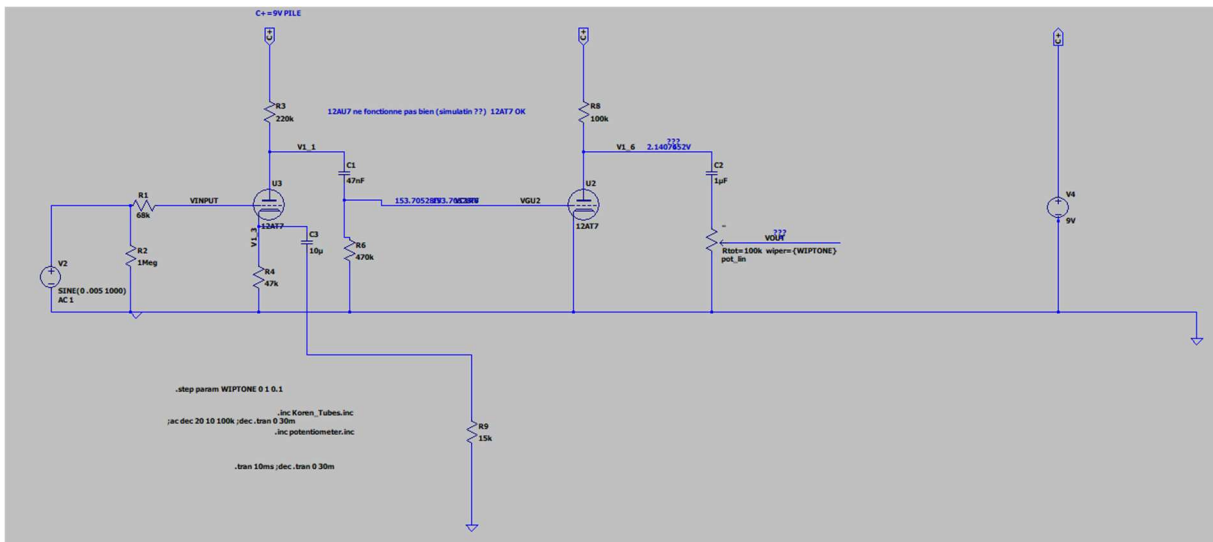 C+=9V PILE
C+
C+
C+
R3
220k
12AU7 ne fonctionne pas bien (simulatin ??) 12AT7 OK
R8
100k
V1_1
V1_6
???
C1
47nF
C2
1µF
R1
68k
VINPUT
U3
12AT7
VGU2
U2
12AT7
V4
9V
R2
1Meg
V1_3
C3
10µ
R6
470k
???
VOUT
Rtot=100k wiper={WIPTONE}
pot_lin
V2
SINE(0 .005 1000)
AC 1
R4
47k
.step param WIPTONE 0 1 0.1
.inc Koren_Tubes.inc
;ac dec 20 10 100k ;dec .tran 0 30m
.inc potentiometer.inc
R9
15k
.tran 10ms ;dec .tran 0 30m